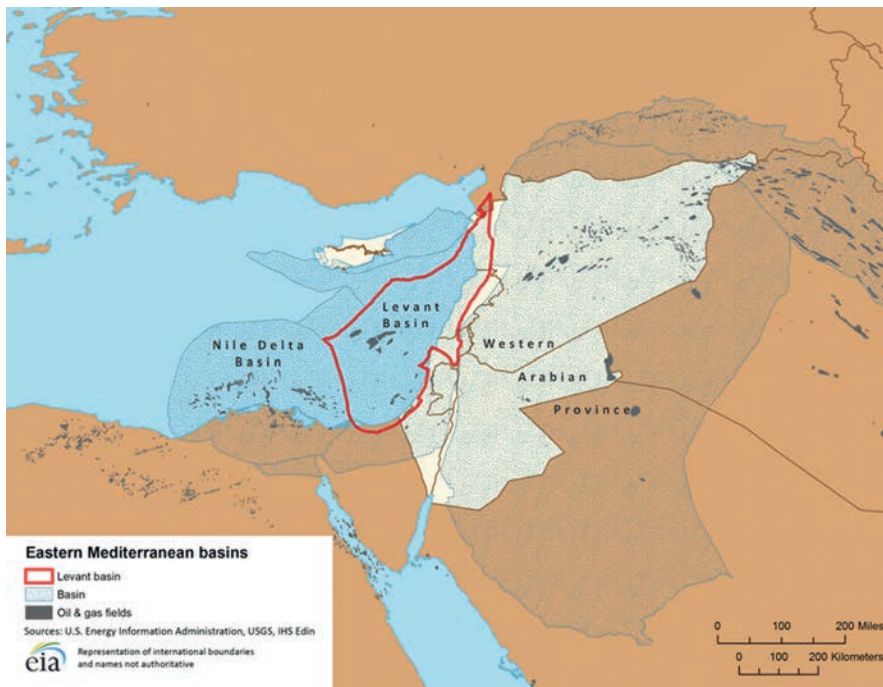 Levant
Basin
Nile Delta
Basin
Western
Arabian
Province
Eastern Mediterranean basins
Levant basin
Basin
Oil & gas fields
Sources: U.S. Energy Information Administration, USGS, IHS Edin
eia
Representation of international boundaries
and names not authoritative
0 100 200 Miles
0 100 200 Kilometers